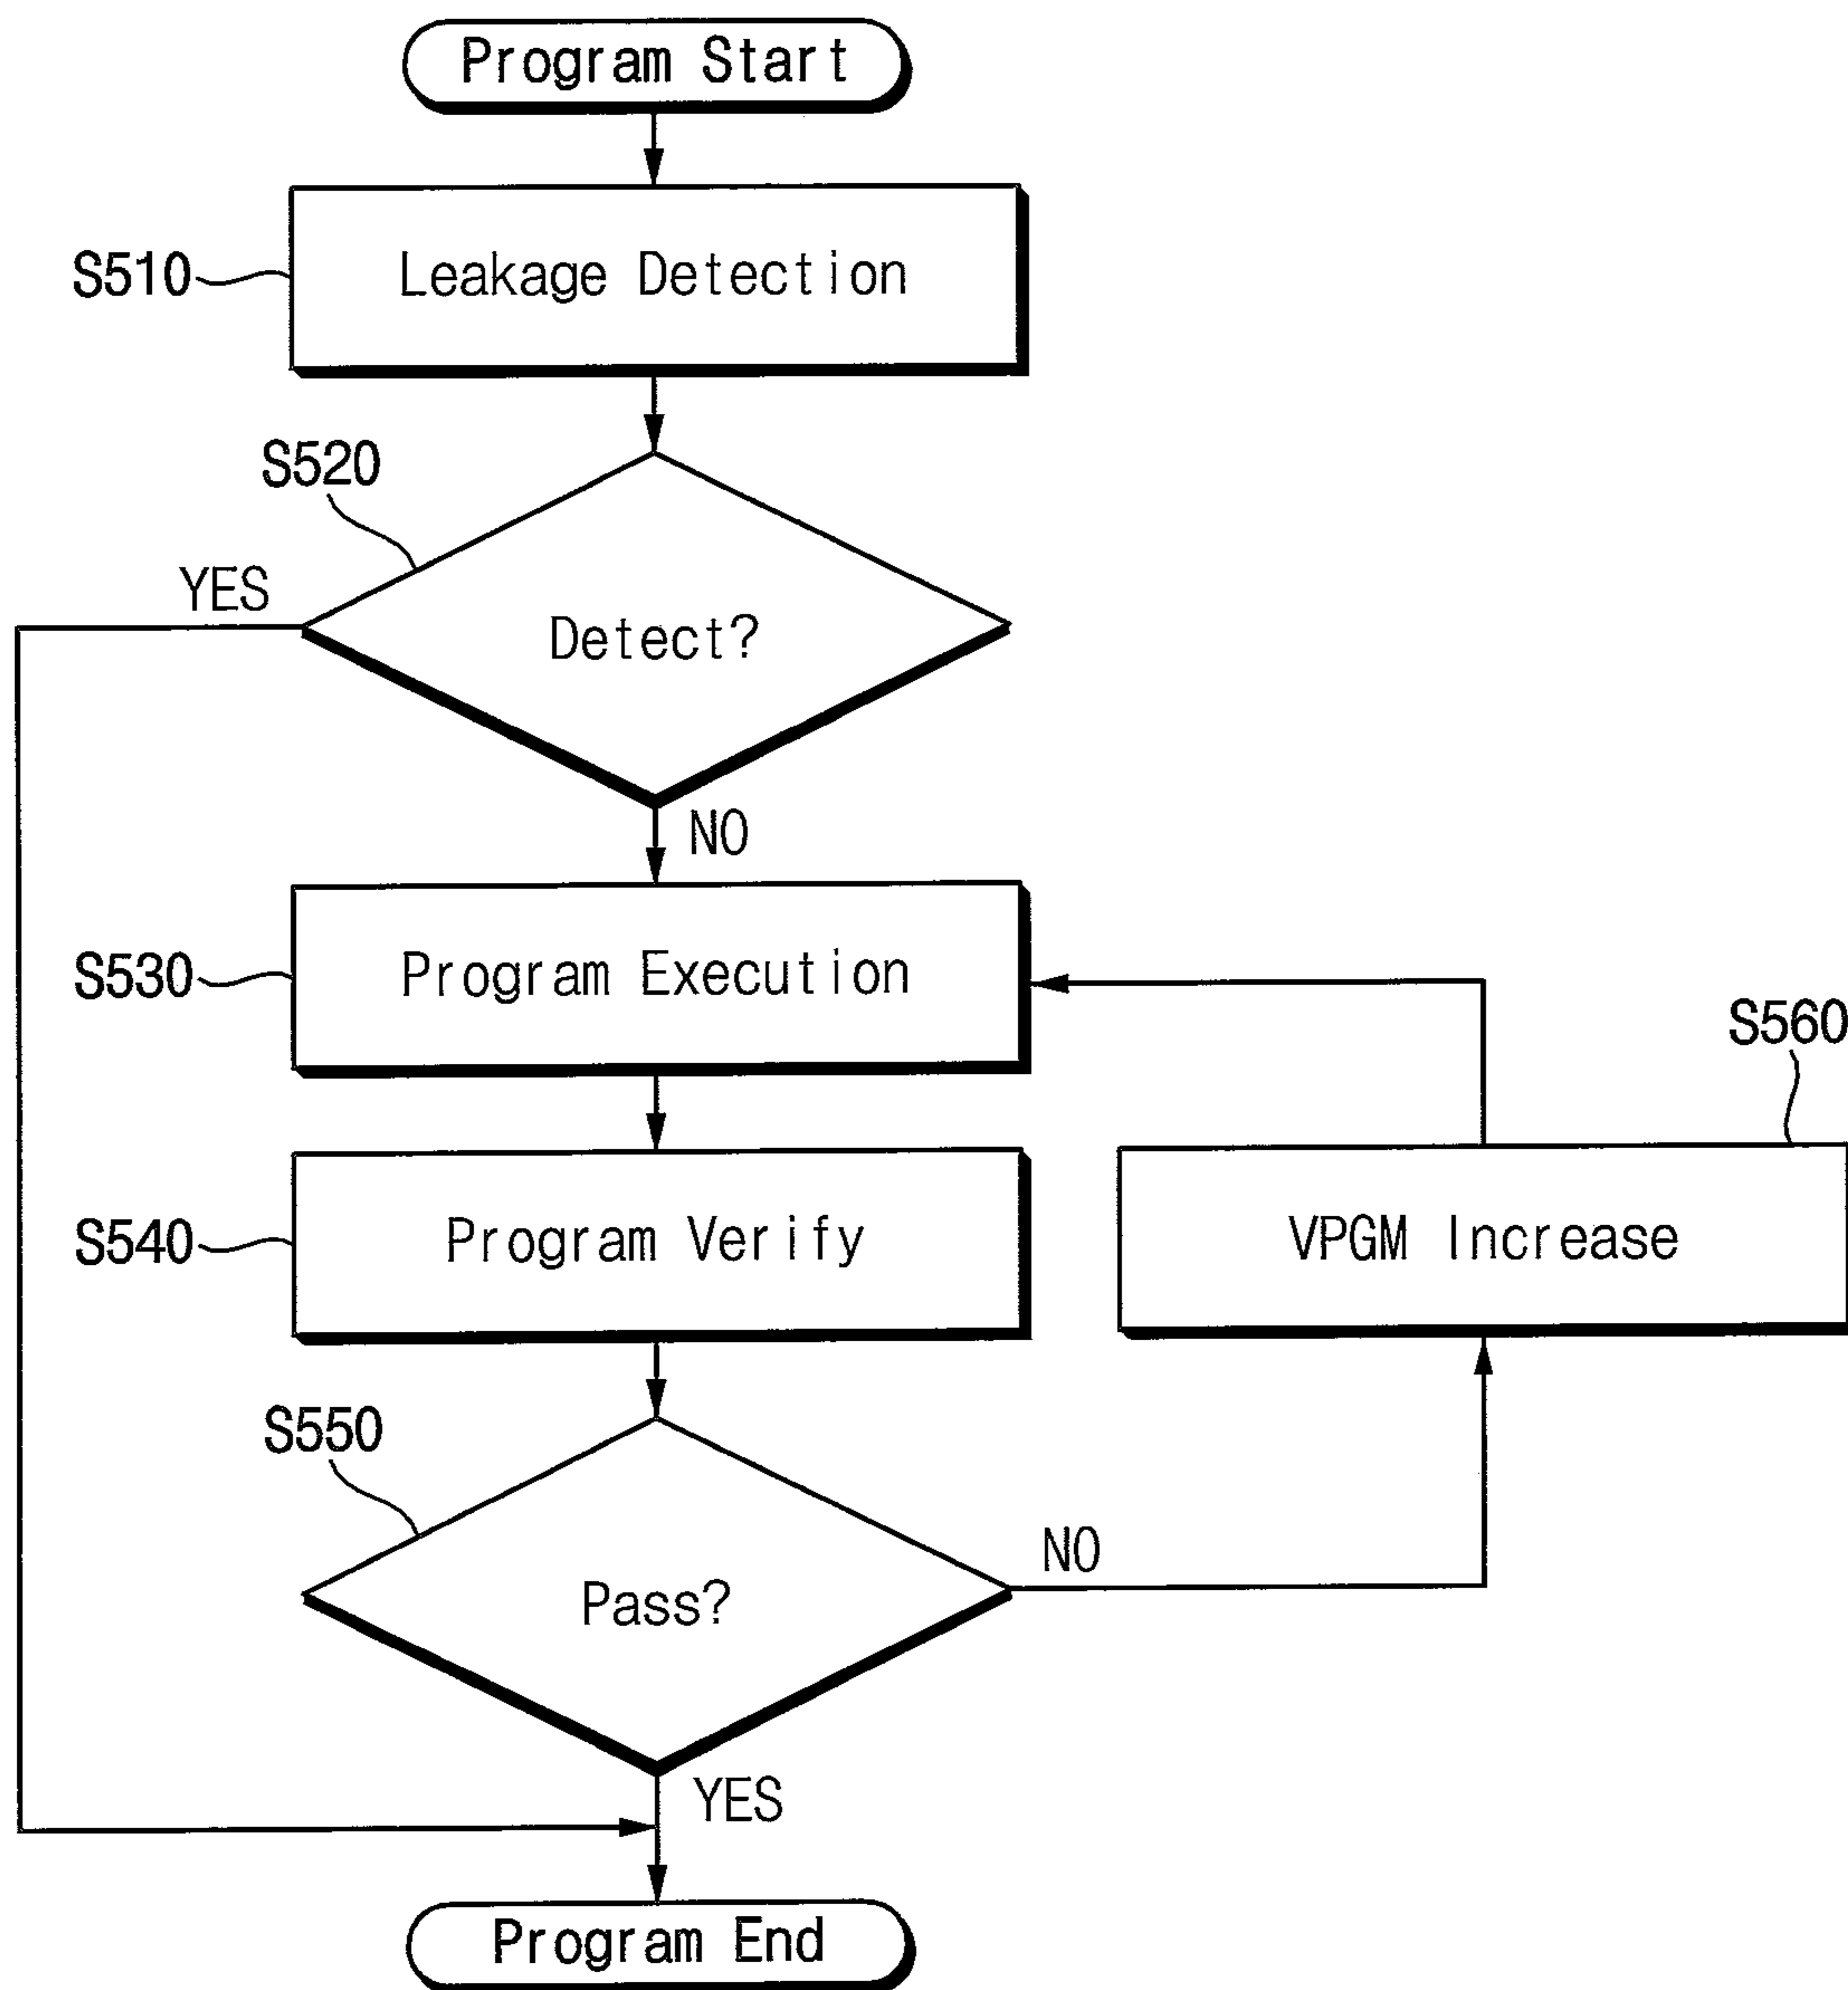 Program Start
S510
Leakage Detection
S520
YES
Detect?
NO
S530
Program Execution
S560
S540
Program Verify
VPGM Increase
S550
NO
Pass?
YES
Program End